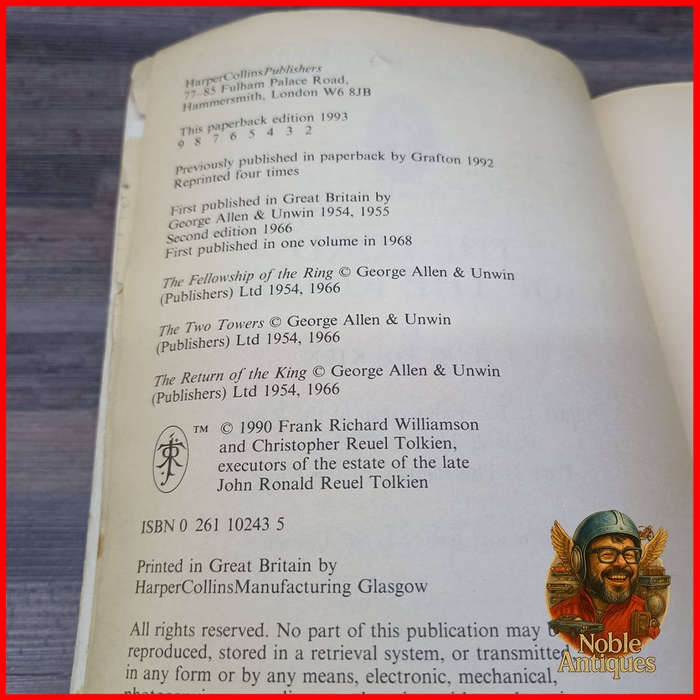 HarperCollinsPublishers
77–85 Fulham Palace Road,
Hammersmith, London W6 8JB
This paperback edition 1993
9 8 7 6 5 4 3 2
Previously published in paperback by Grafton 1992
Reprinted four times
First published in Great Britain by
George Allen & Unwin 1954, 1955
Second edition 1966
First published in one volume in 1968
The Fellowship of the Ring © George Allen & Unwin
(Publishers) Ltd 1954, 1966
The Two Towers © George Allen & Unwin
(Publishers) Ltd 1954, 1966
The Return of the King © George Allen & Unwin
(Publishers) Ltd 1954, 1966
™ © 1990 Frank Richard Williamson
and Christopher Reuel Tolkien,
executors of the estate of the late
John Ronald Reuel Tolkien
ISBN 0 261 10243 5
Printed in Great Britain by
HarperCollinsManufacturing Glasgow
All rights reserved. No part of this publication may
reproduced, stored in a retrieval system, or transmitted
in any form or by any means, electronic, mechanical,
Noble
Antiques